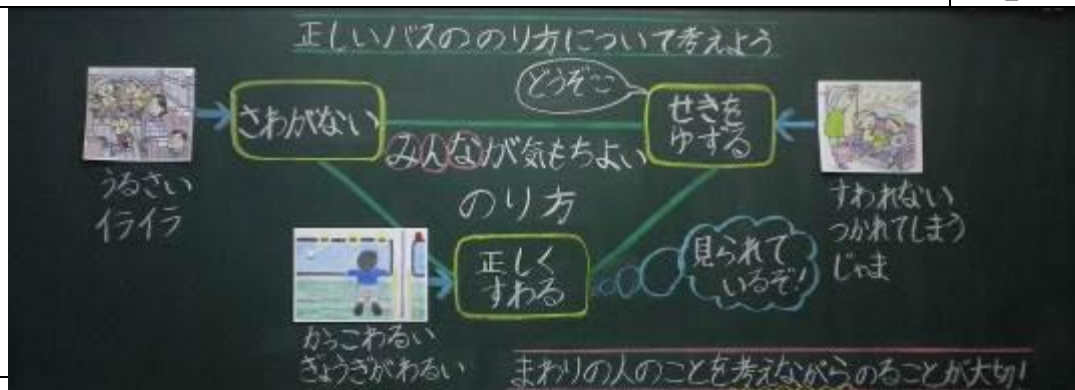 正しいバスののり方について考えよう
どうぞこ
さわがない
せきを
ゆずる
みんなが気もちよい
のり方
うるさい
イライラ
すわれない
つかれてしまう
じゃま
正しく
すわる
見られて
いるぞ!
かっこわるい
ぎょうぎがわるい
まわりの人のことを考えながらのることが大切!